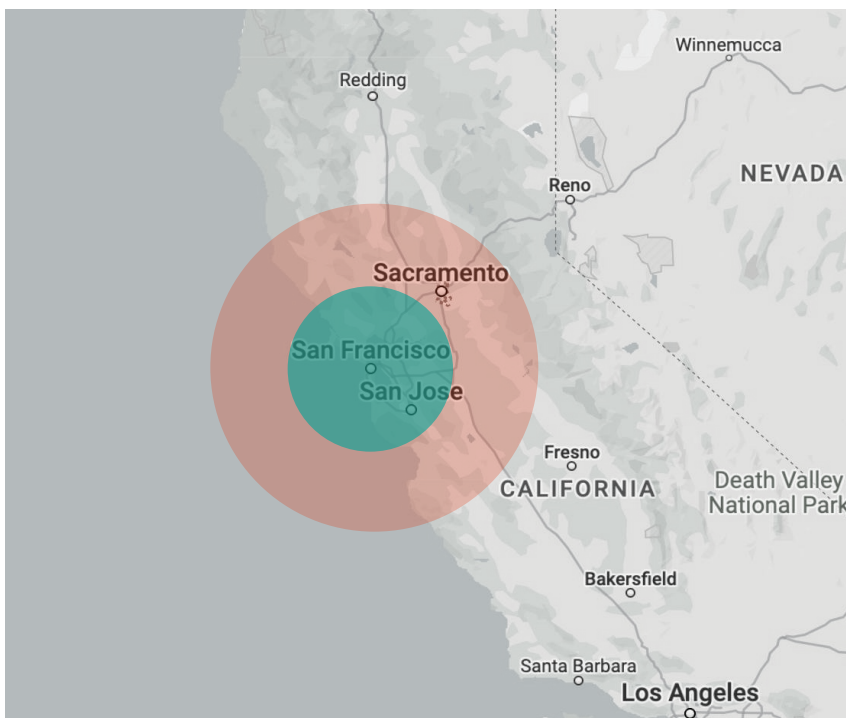 Winnemucca
Redding
NEVADA
Reno
Sacramento
San Francisco
San Jose
Fresno
Death Valley
National Park
CALIFORNIA
Bakersfield
Santa Barbara
Los Angeles